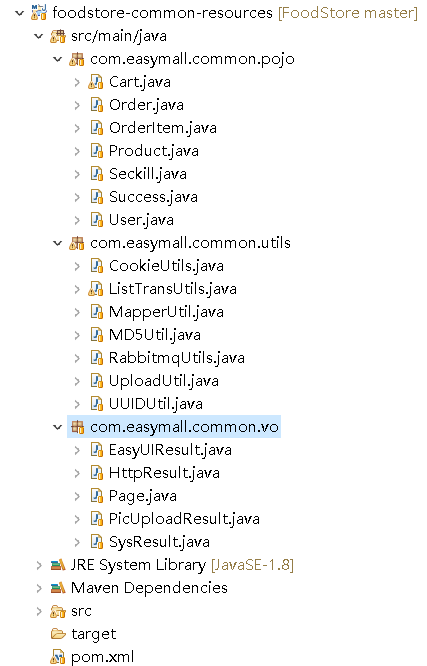 foodstore-common-resources [FoodStore master]
src/main/java
com.easymall.common.pojo
Cart.java
Order.java
OrderItem.java
Product.java
Seckill.java
Success.java
User.java
com.easymall.common.utils
CookieUtils.java
ListTransUtils.java
MapperUtil.java
MD5Util.java
RabbitmqUtils.java
UploadUtil.java
UUIDUtil.java
com.easymall.common.vo
EasyUIResult.java
HttpResult.java
Page.java
PicUploadResult.java
SysResult.java
JRE System Library [JavaSE-1.8]
Maven Dependencies
src
target
pom.xml